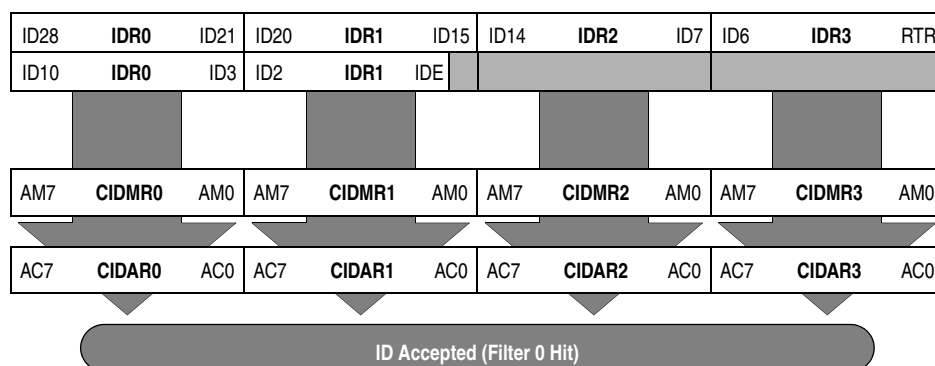 ID28 IDR0 ID21 ID20 IDR1 ID15 ID14 IDR2 ID7 ID6 IDR3 RTR
ID10 IDR0 ID3 ID2 IDR1 IDE
AM7 CIDMR0 AM0 AM7 CIDMR1 AM0 AM7 CIDMR2 AM0 AM7 CIDMR3 AM0
AC7 CIDAR0 AC0 AC7 CIDAR1 AC0 AC7 CIDAR2 AC0 AC7 CIDAR3 AC0
ID Accepted (Filter 0 Hit)